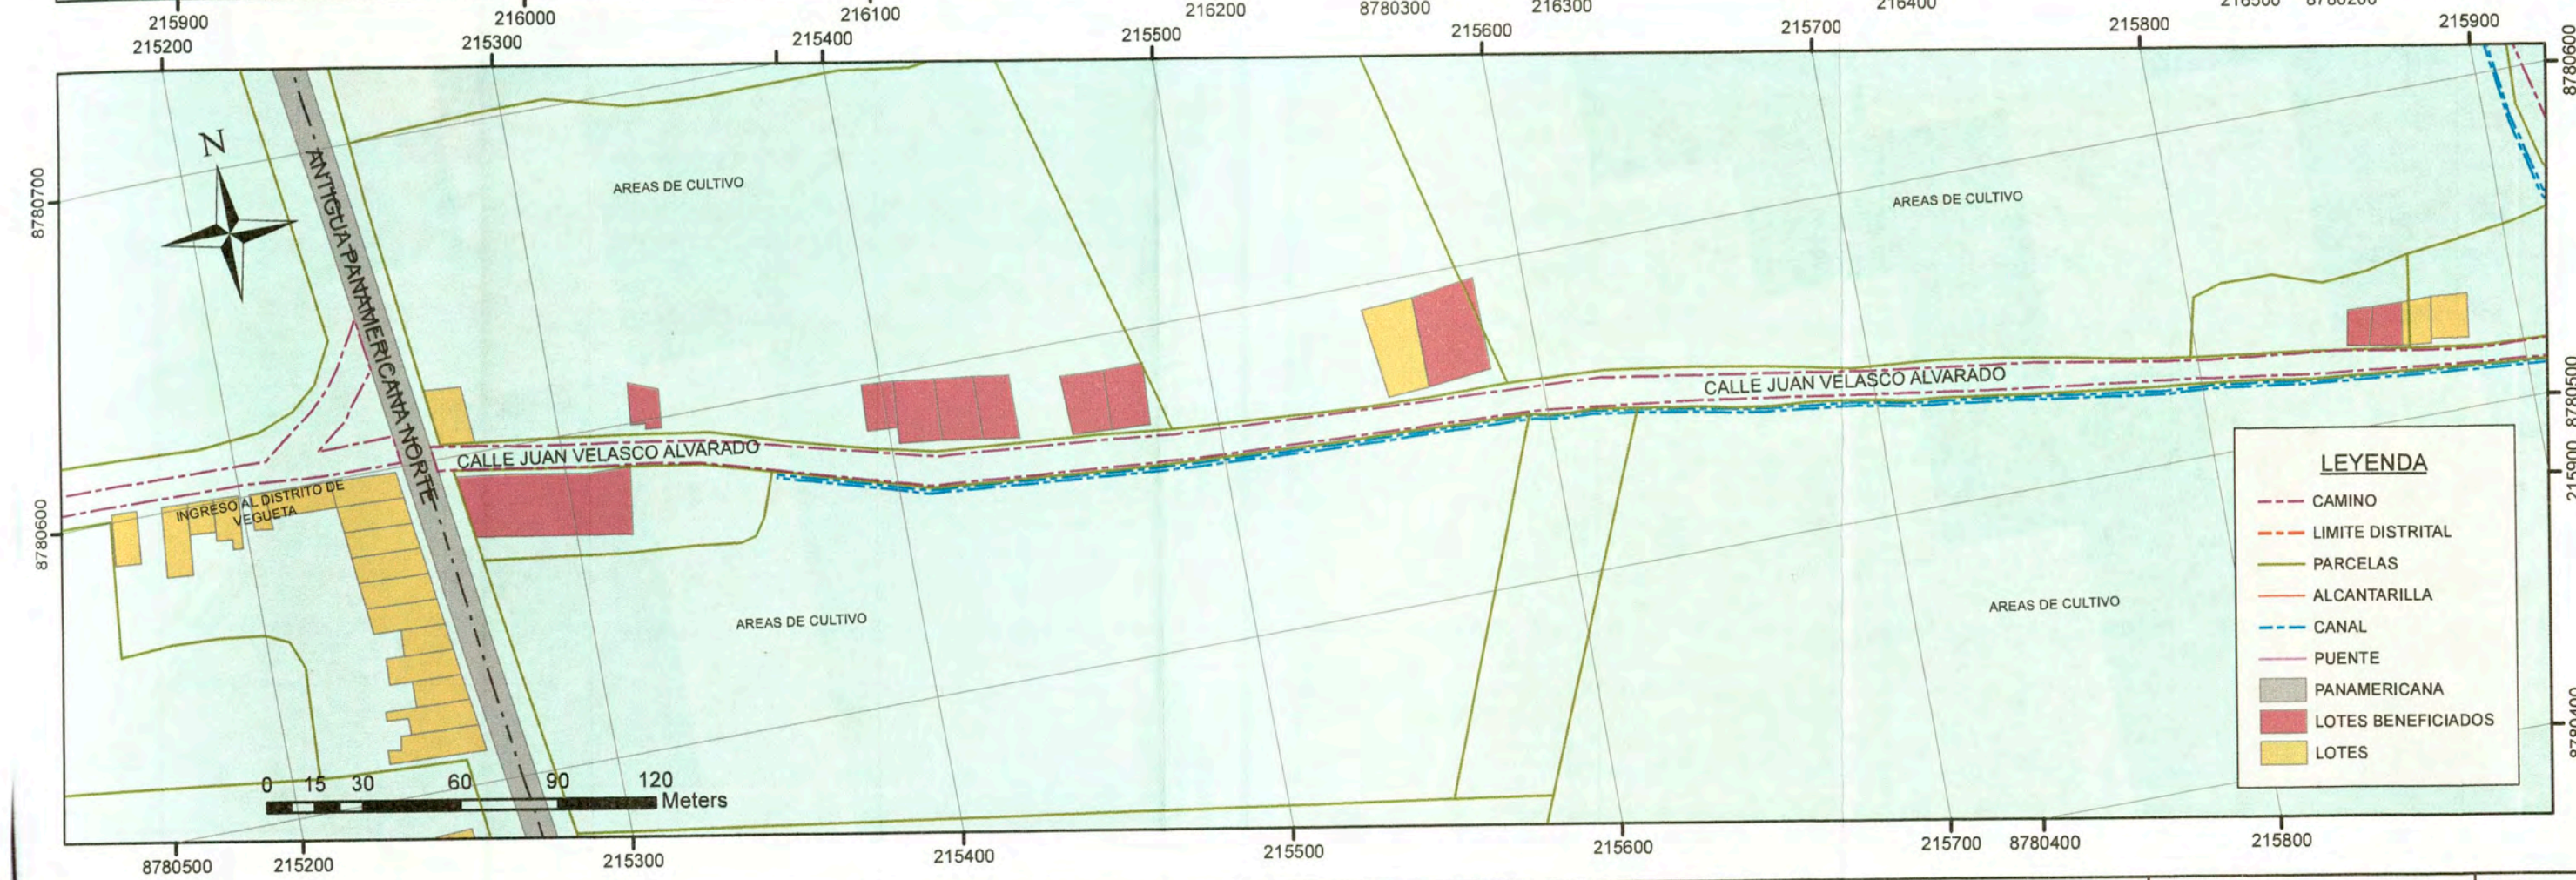 215900
216000
216100
216200
8780300
216300
216400
215200
215300
215400
215500
215600
215700
215800
215900
8780600
N
8780700
ANTIGUA PANAMERICANA NORTE
AREAS DE CULTIVO
AREAS DE CULTIVO
CALLE JUAN VELASCO ALVARADO
8780500
CALLE JUAN VELASCO ALVARADO
INGRESO AL DISTRITO DE
VEGUETA
8780600
AREAS DE CULTIVO
AREAS DE CULTIVO
215900
LEYENDA
CAMINO
LIMITE DISTRITAL
PARCELAS
ALCANTARILLA
CANAL
PUENTE
PANAMERICANA
LOTES BENEFICIADOS
LOTES
0 15 30 60 90 120
Meters
8780500
215200
215300
215400
215500
215600
215700
8780400
215800